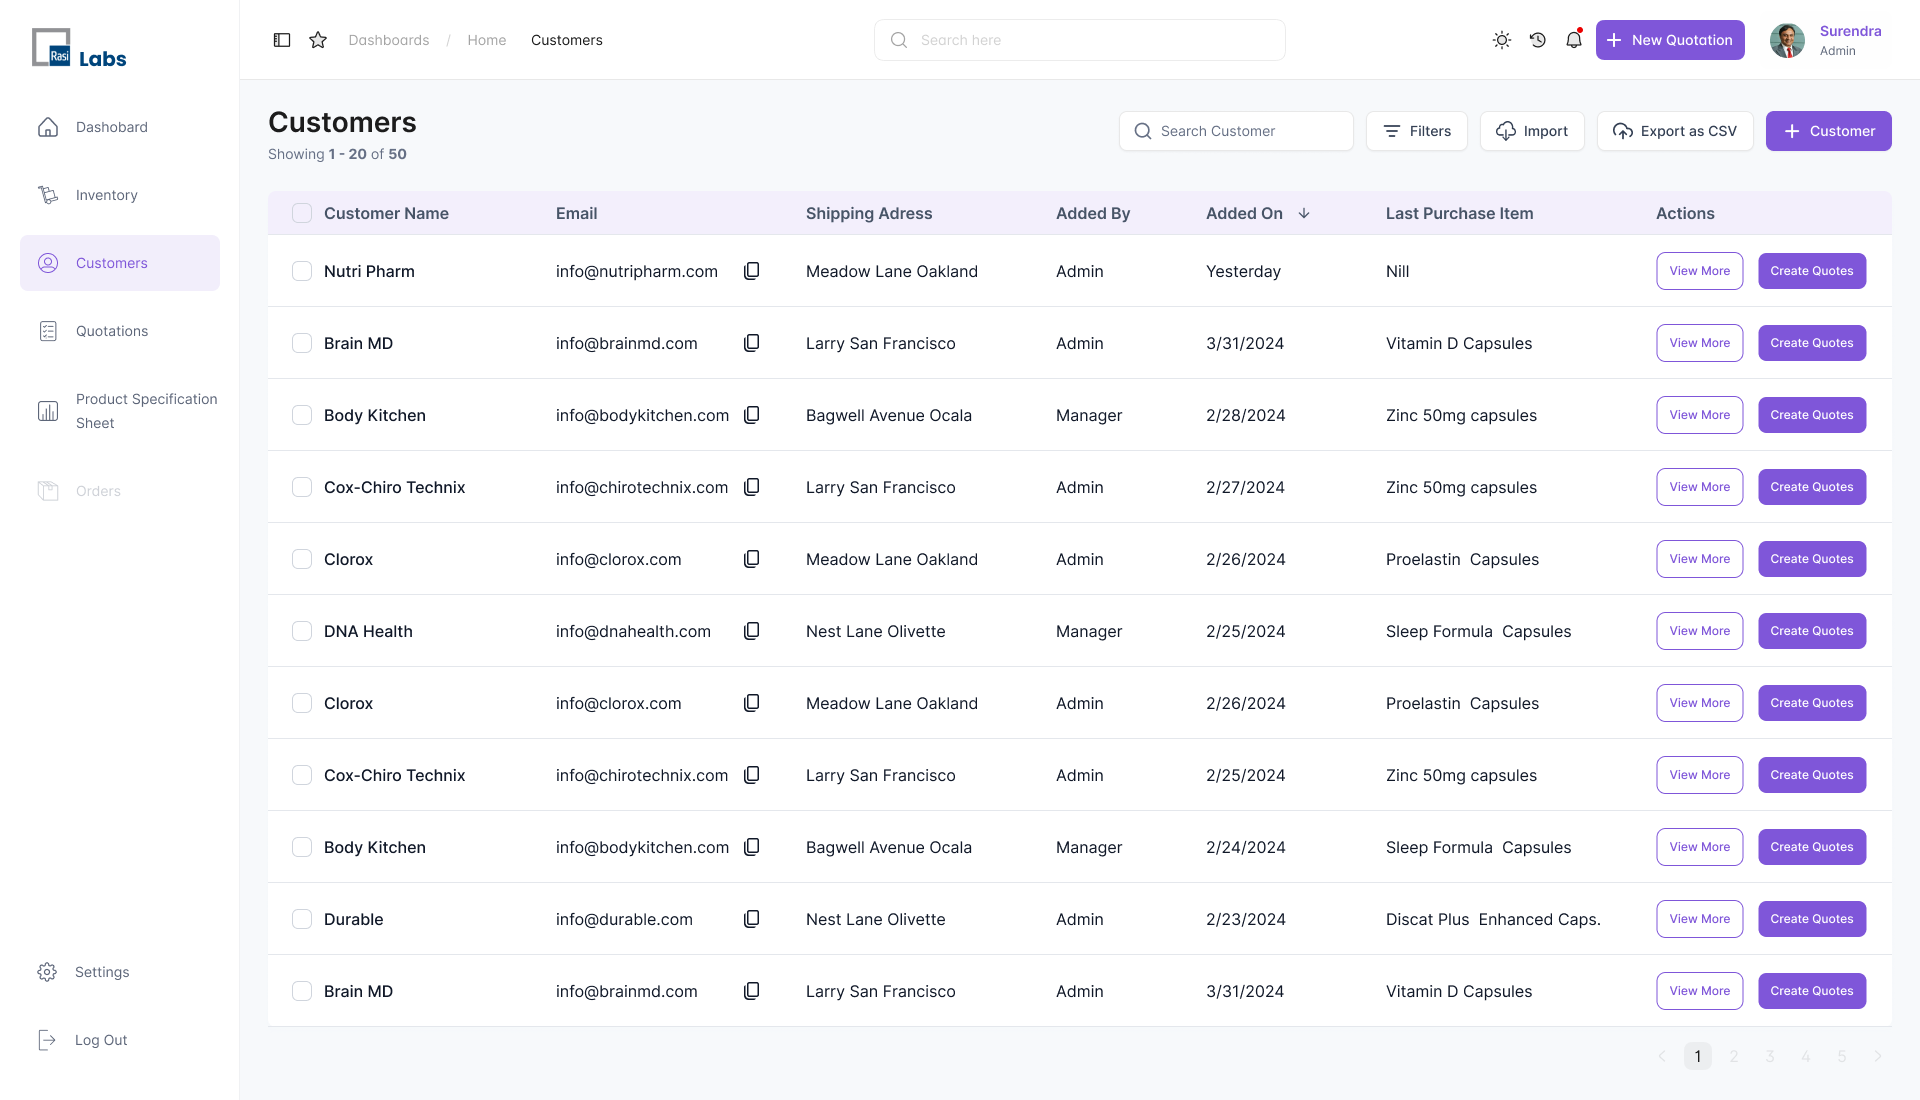 Rasi Labs
Dashboards / Home Customers
Search here
New Quotation
Surendra
Admin
Dashobard
Inventory
Customers
Quotations
Product Specification
Sheet
Orders
Settings
Log Out
Customers
Showing 1 - 20 of 50
Search Customer
Filters
Import
Export as CSV
Customer
Customer Name Email Shipping Adress Added By Added On Last Purchase Item Actions
Nutri Pharm info@nutripharm.com Meadow Lane Oakland Admin Yesterday Nill View More Create Quotes
Brain MD info@brainmd.com Larry San Francisco Admin 3/31/2024 Vitamin D Capsules View More Create Quotes
Body Kitchen info@bodykitchen.com Bagwell Avenue Ocala Manager 2/28/2024 Zinc 50mg capsules View More Create Quotes
Cox-Chiro Technix info@chirotechnix.com Larry San Francisco Admin 2/27/2024 Zinc 50mg capsules View More Create Quotes
Clorox info@clorox.com Meadow Lane Oakland Admin 2/26/2024 Proelastin Capsules View More Create Quotes
DNA Health info@dnahealth.com Nest Lane Olivette Manager 2/25/2024 Sleep Formula Capsules View More Create Quotes
Clorox info@clorox.com Meadow Lane Oakland Admin 2/26/2024 Proelastin Capsules View More Create Quotes
Cox-Chiro Technix info@chirotechnix.com Larry San Francisco Admin 2/25/2024 Zinc 50mg capsules View More Create Quotes
Body Kitchen info@bodykitchen.com Bagwell Avenue Ocala Manager 2/24/2024 Sleep Formula Capsules View More Create Quotes
Durable info@durable.com Nest Lane Olivette Admin 2/23/2024 Discat Plus Enhanced Caps. View More Create Quotes
Brain MD info@brainmd.com Larry San Francisco Admin 3/31/2024 Vitamin D Capsules View More Create Quotes
1 2 3 4 5